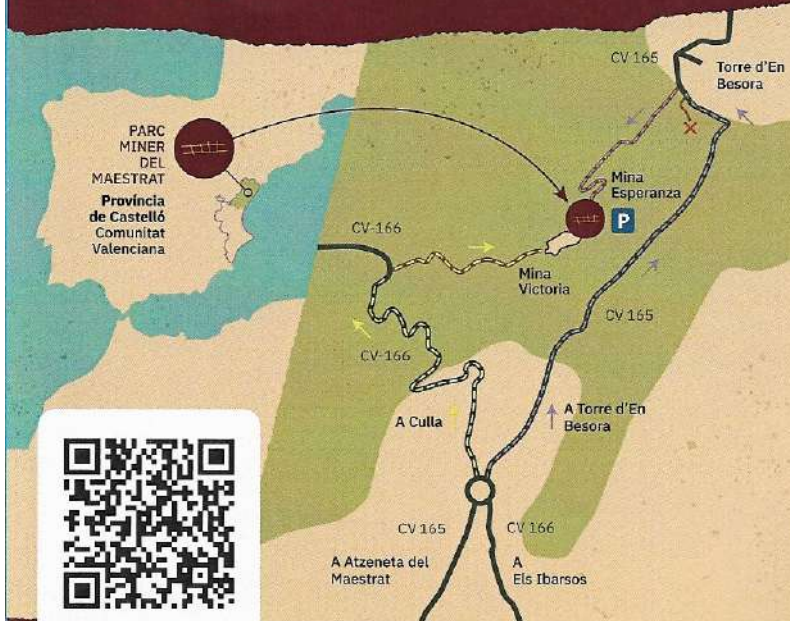 CV 165
Torre d'En
Besora
PARC
MINER
DEL
MAESTRAT
Província
de Castelló
Comunitat
Valenciana
Mina
Esperanza
P
CV-166
Mina
Victoria
CV 165
CV-166
A Culla
A Torre d'En
Besora
CV 165
CV 166
A Atzeneta del
Maestrat
A
Els Ibarsos